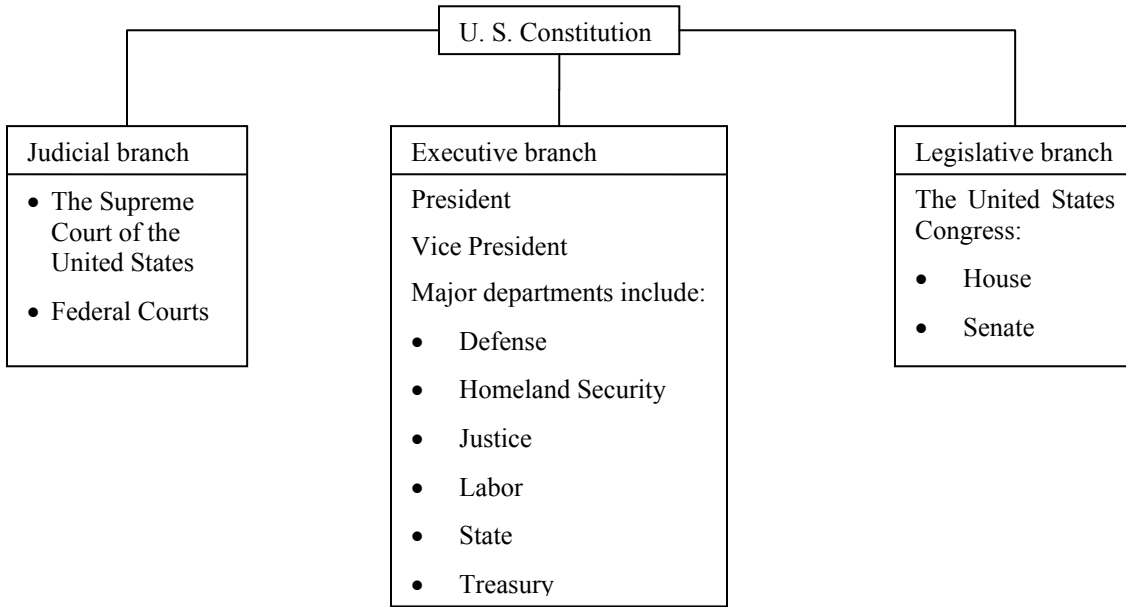 U. S. Constitution
Judicial branch
• The Supreme
Court of the
United States
• Federal Courts
Executive branch
President
Vice President
Major departments include:
• Defense
• Homeland Security
• Justice
• Labor
• State
• Treasury
Legislative branch
The United States
Congress:
• House
• Senate